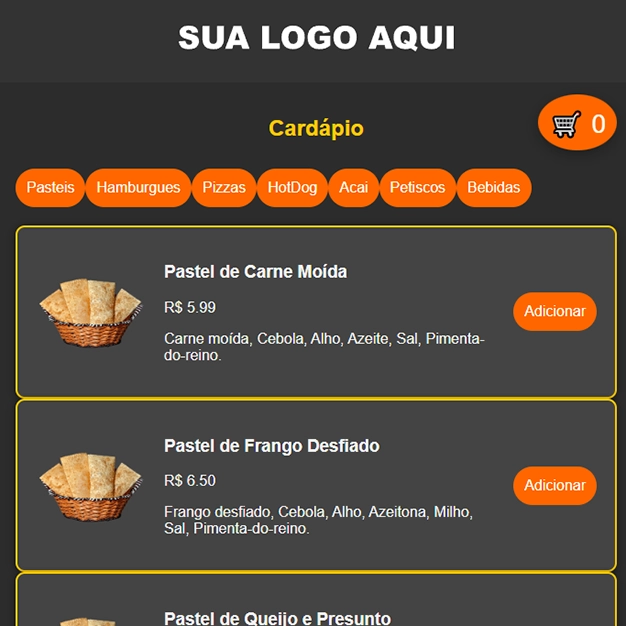 SUA LOGO AQUI
Cardápio
0
Pasteis Hamburgues Pizzas HotDog Acai Petiscos Bebidas
Pastel de Carne Moída
R$ 5.99
Carne moída, Cebola, Alho, Azeite, Sal, Pimenta-
do-reino.
Adicionar
Pastel de Frango Desfiado
R$ 6.50
Frango desfiado, Cebola, Alho, Azeitona, Milho,
Sal, Pimenta-do-reino.
Adicionar
Pastel de Queijo e Presunto